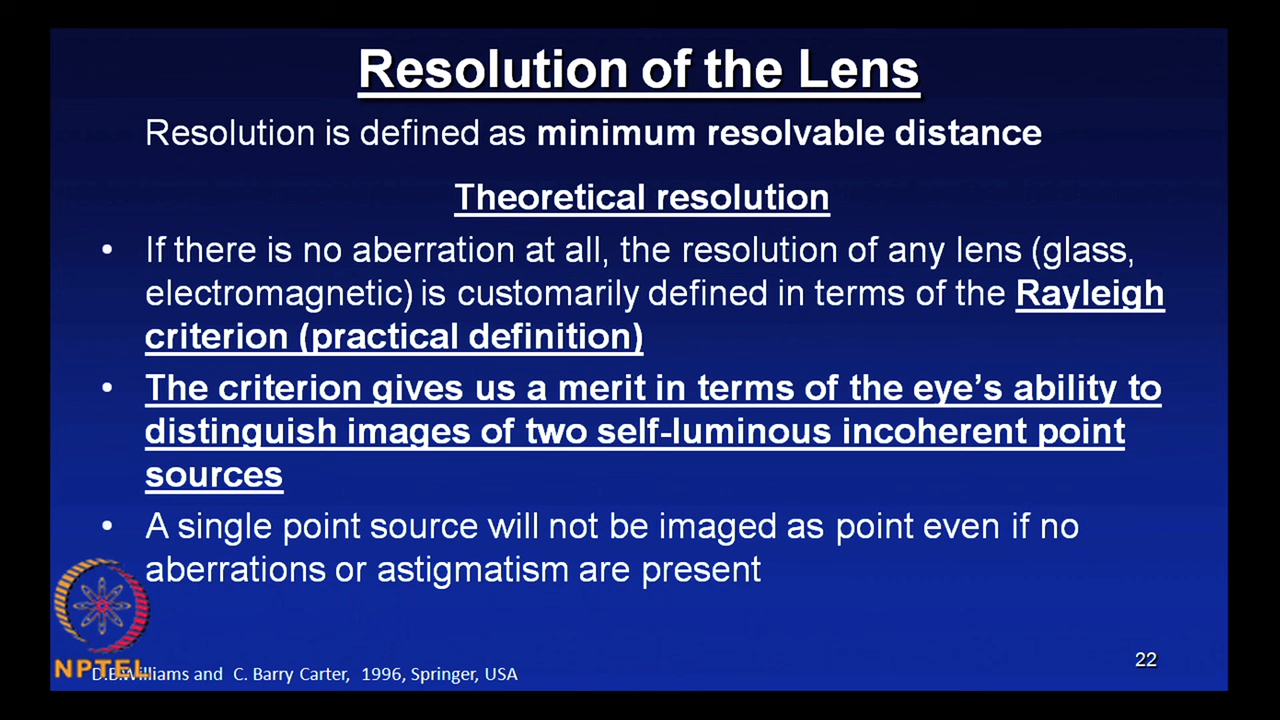 Resolution of the Lens
Resolution is defined as minimum resolvable distance
Theoretical resolution
• If there is no aberration at all, the resolution of any lens (glass,
electromagnetic) is customarily defined in terms of the Rayleigh
criterion (practical definition)
• The criterion gives us a merit in terms of the eye's ability to
distinguish images of two self-luminous incoherent point
sources
• A single point source will not be imaged as point even if no
aberrations or astigmatism are present
22
NPTEL
D.B.Williams and C. Barry Carter, 1996, Springer, USA